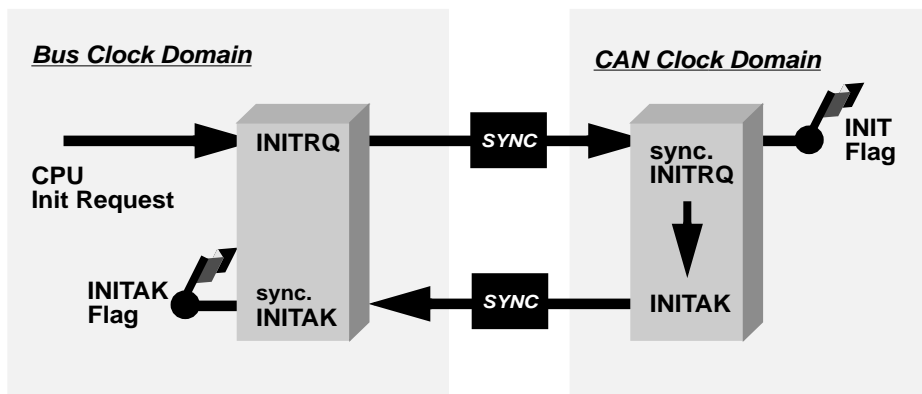 Bus Clock Domain
CAN Clock Domain
INITRQ
SYNC
sync.
INITRQ
INIT
Flag
CPU
Init Request
INITAK
Flag
sync.
INITAK
SYNC
INITAK